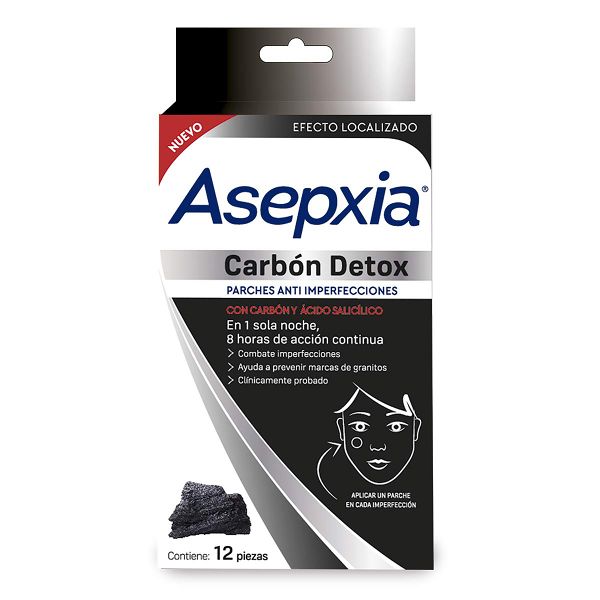 NUEVO
EFECTO LOCALIZADO
Asepxia®
Carbón Detox
PARCHES ANTI IMPERFECCIONES
CON CARBÓN Y ÁCIDO SALICÍLICO
En 1 sola noche,
8 horas de acción continua
> Combate imperfecciones
> Ayuda a prevenir marcas de granitos
> Clínicamente probado
APLICAR UN PARCHE
EN CADA IMPERFECCIÓN
Contiene: 12 piezas